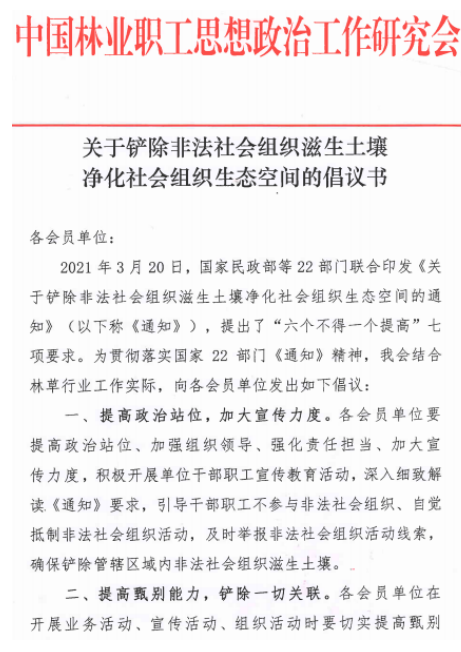 中国林业职工思想政治工作研究会
关于铲除非法社会组织滋生土壤
净化社会组织生态空间的倡议书
各会员单位：
2021 年 3 月 20 日，国家民政部等 22 部门联合印发《关
于铲除非法社会组织滋生土壤净化社会组织生态空间的通
知》（以下称《通知》），提出了“六个不得一个提高”七
项要求。为贯彻落实国家 22 部门《通知》精神，我会结合
林草行业工作实际，向各会员单位发出如下倡议：
一、提高政治站位，加大宣传力度。各会员单位要
提高政治站位、加强组织领导、强化责任担当、加大宣
传力度，积极开展单位干部职工宣传教育活动，深入细致解
读《通知》要求，引导干部职工不参与非法社会组织、自觉
抵制非法社会组织活动，及时举报非法社会组织活动线索，
确保铲除管辖区域内非法社会组织滋生土壤。
二、提高甄别能力，铲除一切关联。各会员单位在
开展业务活动、宣传活动、组织活动时要切实提高甄别